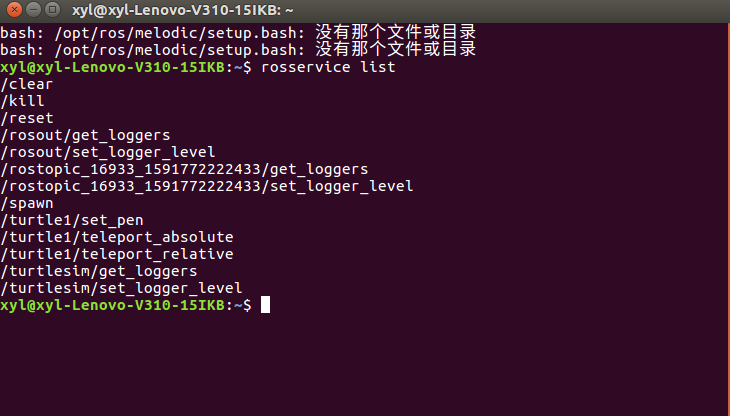 xyl@xyl-Lenovo-V310-15IKB: ~
bash: /opt/ros/melodic/setup.bash: 没有那个文件或目录
bash: /opt/ros/melodic/setup.bash: 没有那个文件或目录
xyl@xyl-Lenovo-V310-15IKB:~$ rosservice list
/clear
/kill
/reset
/rosout/get_loggers
/rosout/set_logger_level
/rostopic_16933_1591772222433/get_loggers
/rostopic_16933_1591772222433/set_logger_level
/spawn
/turtle1/set_pen
/turtle1/teleport_absolute
/turtle1/teleport_relative
/turtlesim/get_loggers
/turtlesim/set_logger_level
xyl@xyl-Lenovo-V310-15IKB:~$